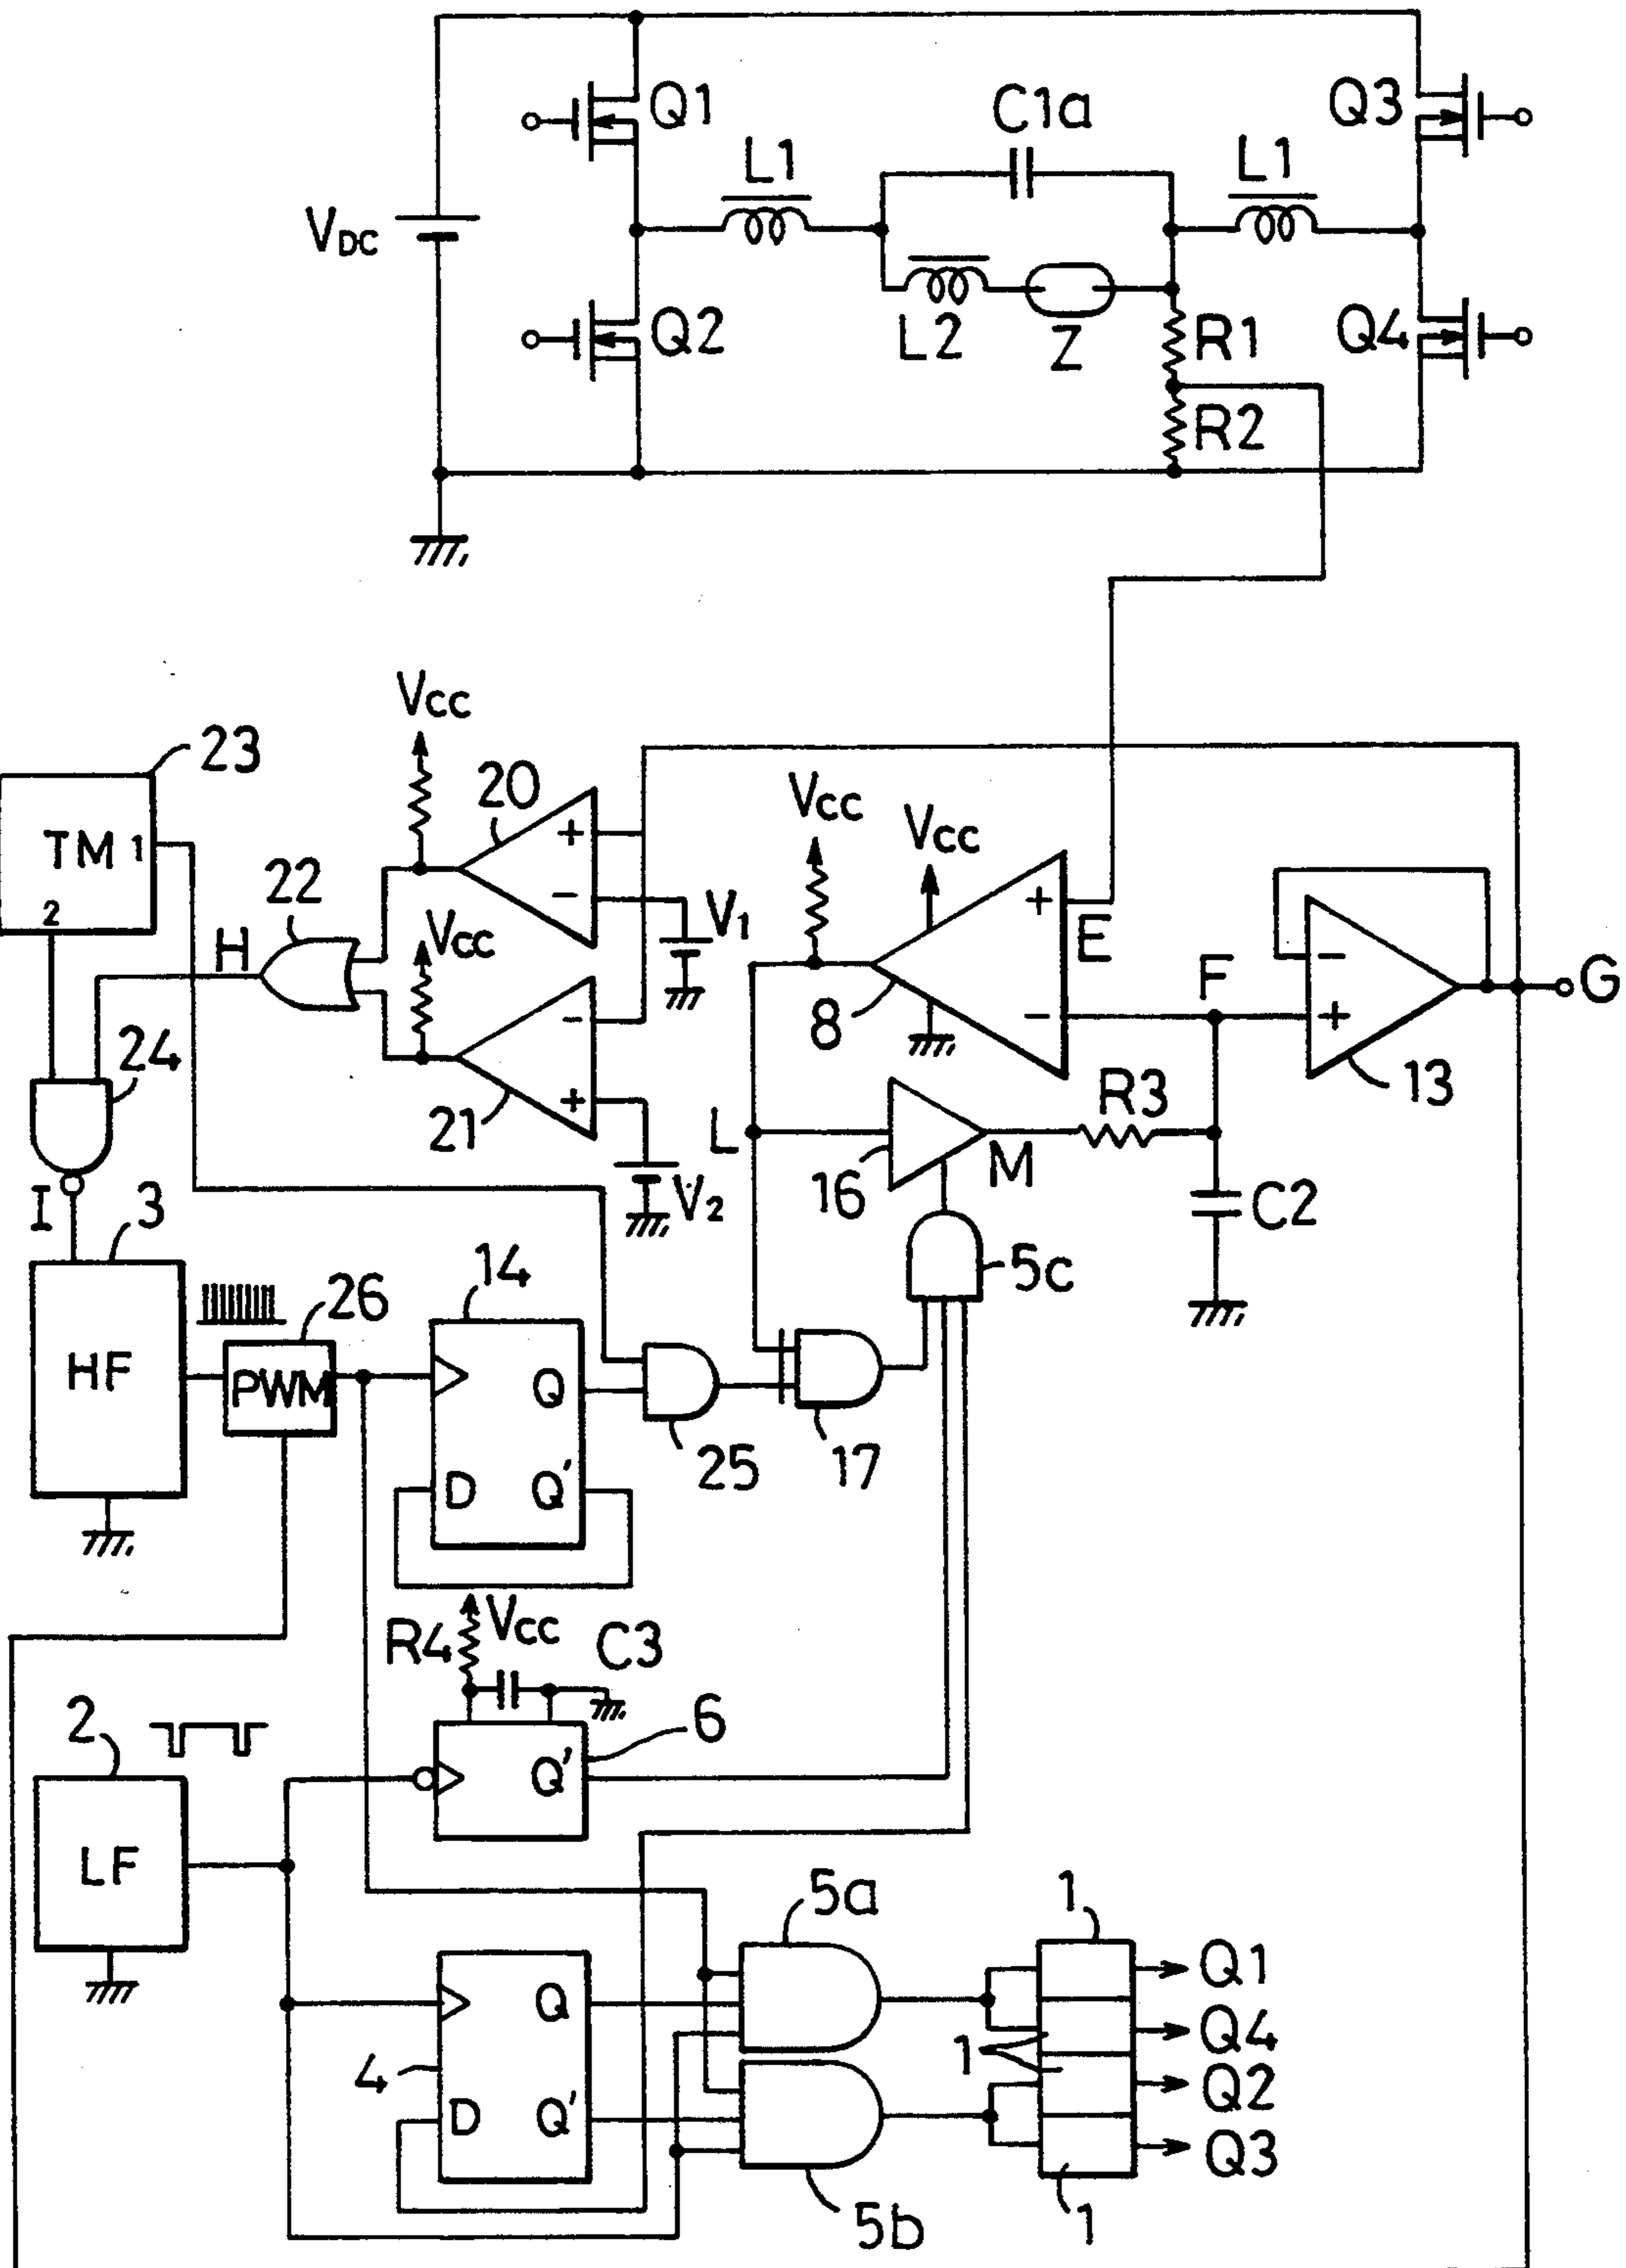 Q1
C1a
Q3
L1
L1
VDC
Q2
L2
Z
R1
Q4
R2
Vcc
23
20
Vcc
Vcc
TM 1
2
+
-
V1
22
H
Vcc
+
E
F
-
G
8
-
+
13
24
21
-
+
V2
L
16
M
R3
C2
I
3
14
26
5c
HF
PWM
Q
25
17
D
Q'
R4
Vcc
C3
2
6
Q'
LF
5a
1
Q
Q1
Q4
1
4
Q2
D
Q'
Q3
5b
1